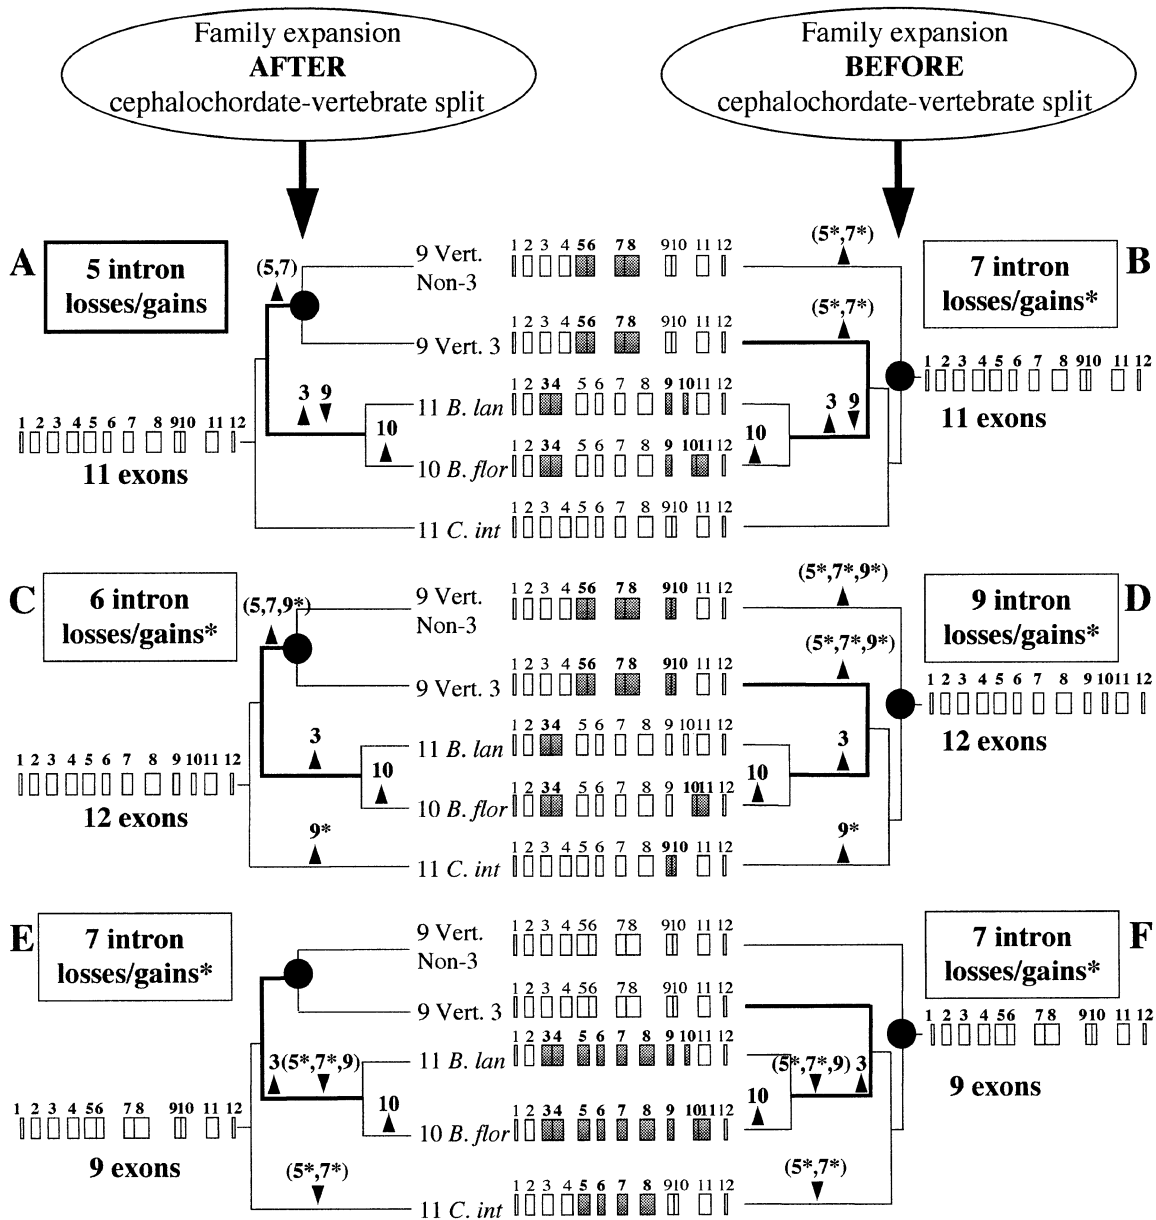 Family expansion
AFTER
cephalochordate-vertebrate split
Family expansion
BEFORE
cephalochordate-vertebrate split
A
5 intron
losses/gains
(5,7)
3 9
10
1 2 3 4 5 6 7 8 910 11 12
11 exons
9 Vert.
Non-3
1 2 3 4 56 78 910 11 12
9 Vert. 3
1 2 3 4 56 78 910 11 12
11 B. lan
1 2 34 5 6 7 8 9 10 11 12
10 B. flor
1 2 34 5 6 7 8 9 1011 12
11 C. int
1 2 3 4 5 6 7 8 910 11 12
(5*,7*)
(5*,7*)
3 9
10
B
7 intron
losses/gains*
1 2 3 4 5 6 7 8 910 11 12
11 exons
C
6 intron
losses/gains*
(5,7,9*)
3
10
9*
1 2 3 4 5 6 7 8 9 1011 12
12 exons
9 Vert.
Non-3
1 2 3 4 56 78 910 11 12
9 Vert. 3
1 2 3 4 56 78 910 11 12
11 B. lan
1 2 34 5 6 7 8 9 1011 12
10 B. flor
1 2 34 5 6 7 8 9 1011 12
11 C. int
1 2 3 4 5 6 7 8 910 11 12
(5*,7*,9*)
(5*,7*,9*)
3
10
9*
D
9 intron
losses/gains*
1 2 3 4 5 6 7 8 9 1011 12
12 exons
E
7 intron
losses/gains*
3 (5*,7*,9)
10
(5*,7*)
1 2 3 4 56 78 910 11 12
9 exons
9 Vert.
Non-3
1 2 3 4 56 78 910 11 12
9 Vert. 3
1 2 3 4 56 78 910 11 12
11 B. lan
1 2 34 5 6 7 8 9 10 11 12
10 B. flor
1 2 34 5 6 7 8 9 1011 12
11 C. int
1 2 3 4 5 6 7 8 910 11 12
(5*,7*,9) 3
10
(5*,7*)
F
7 intron
losses/gains*
1 2 3 4 56 78 910 11 12
9 exons